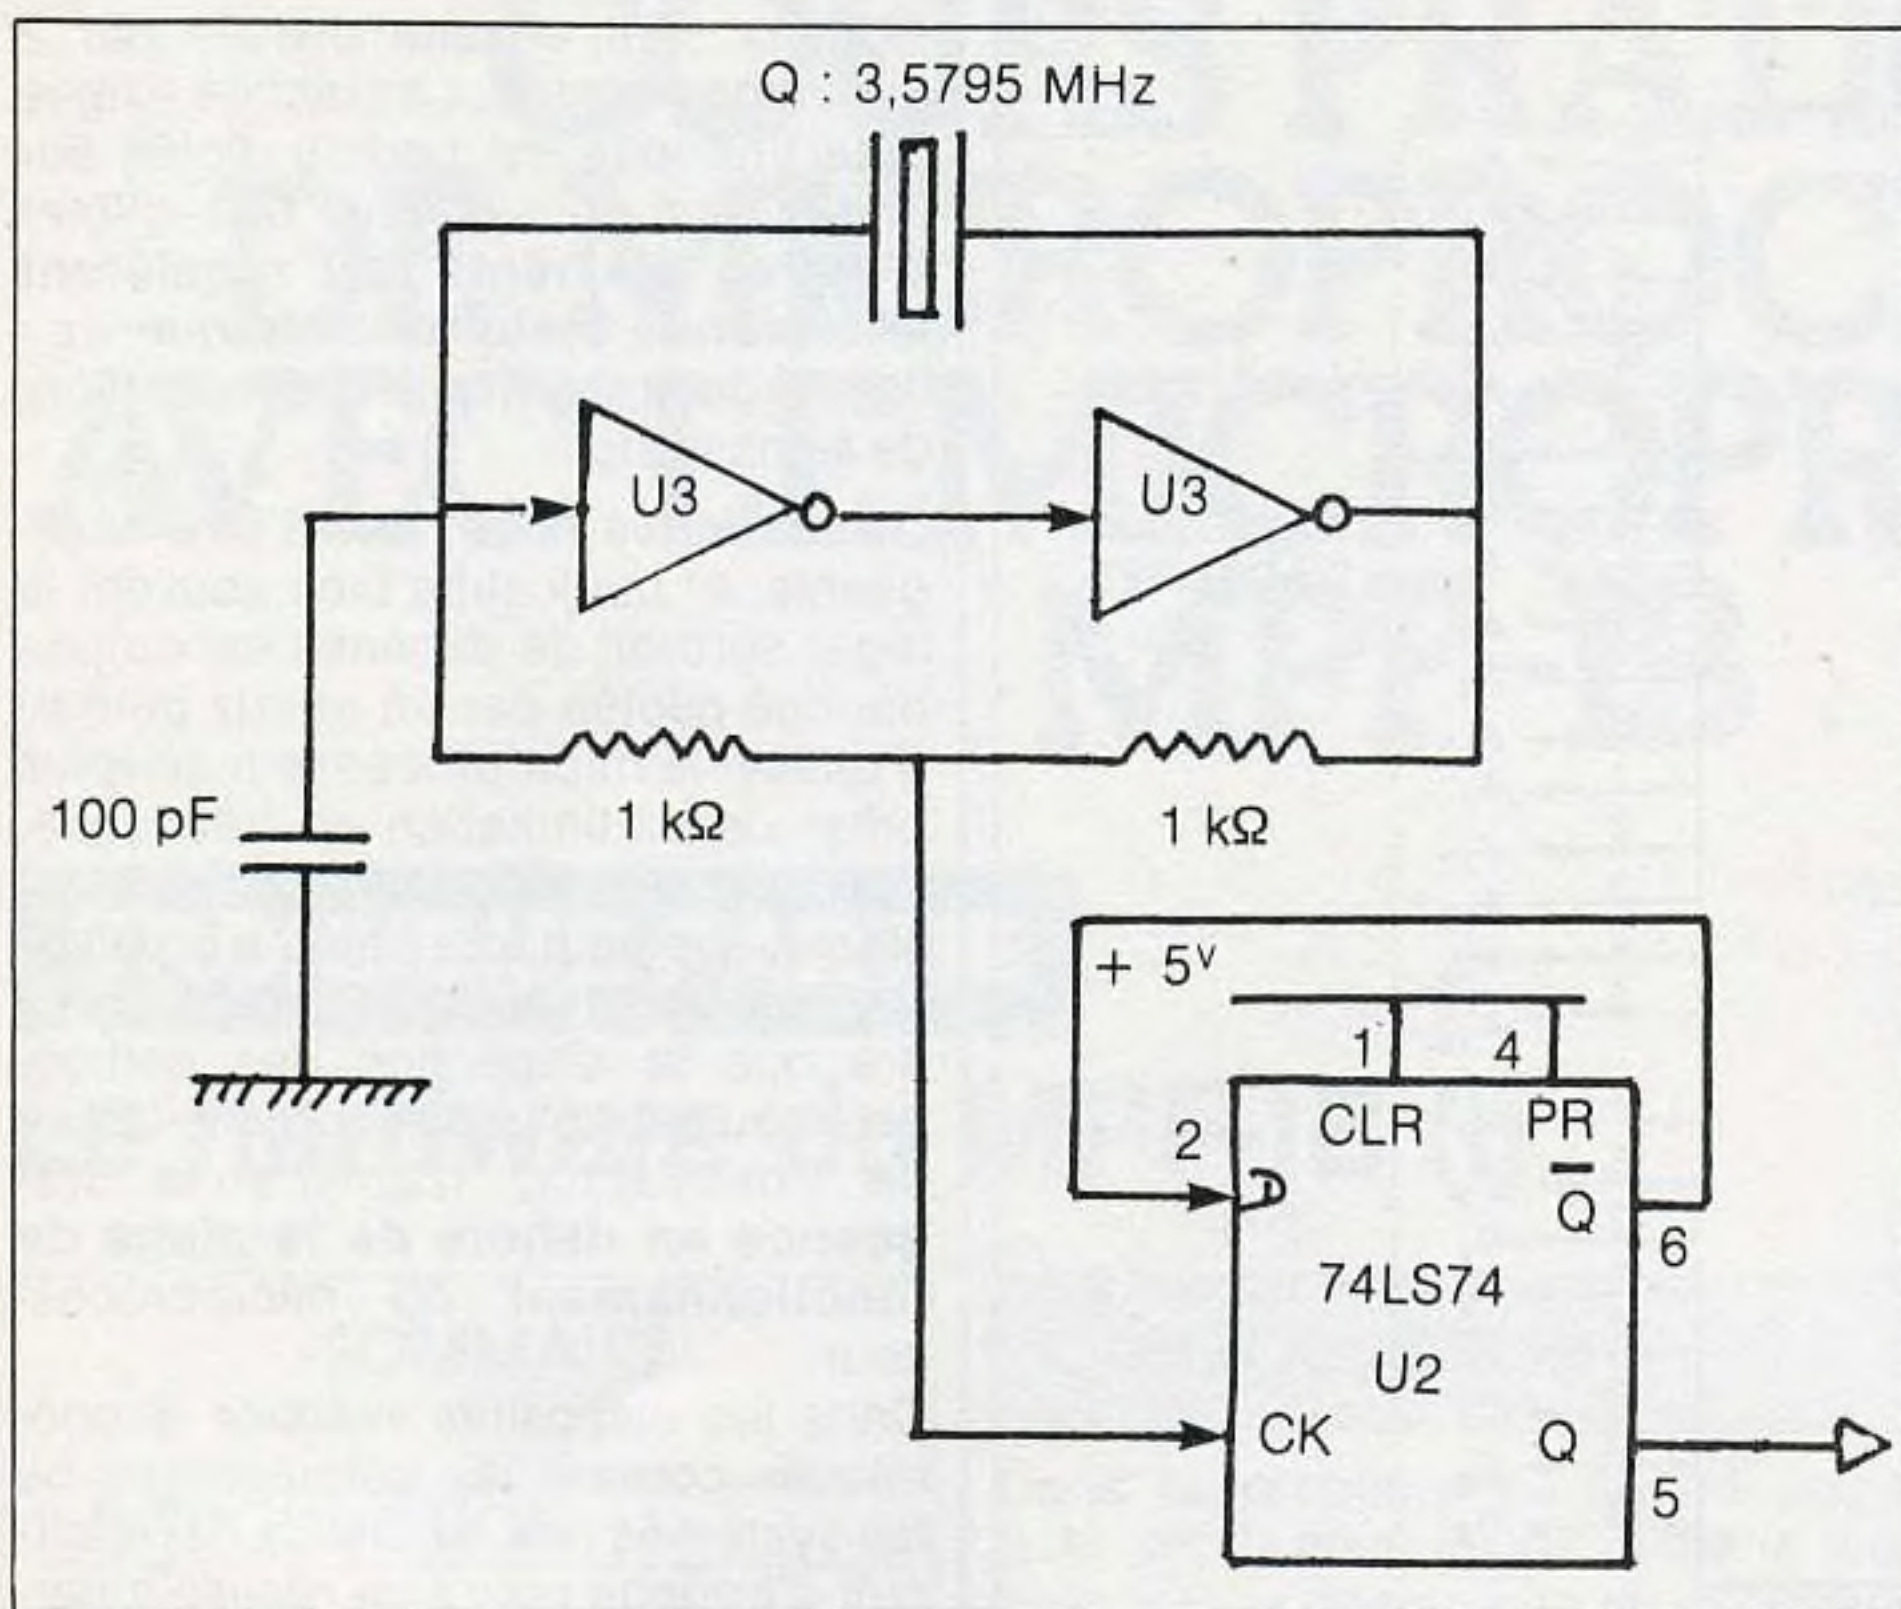 Q : 3,5795 MHz
U3
U3
100 pF
1 kΩ
1 kΩ
+ 5v
1
4
2
CLR
PR
D
Q
6
74LS74
U2
CK
Q
5